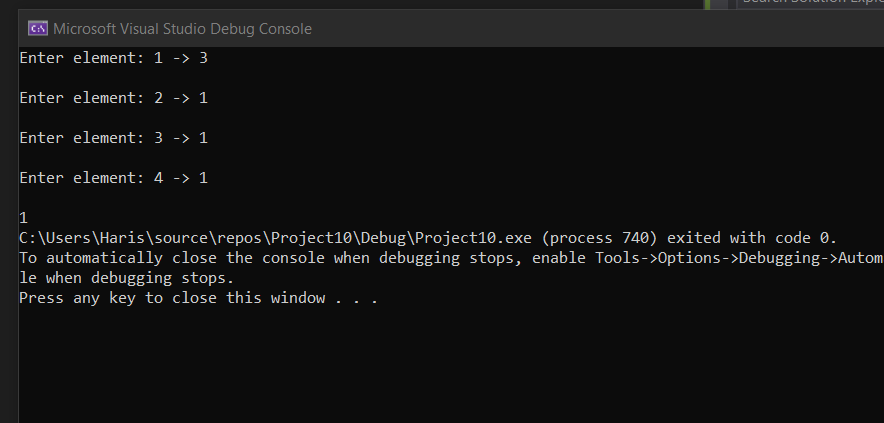 Search Solution Explo
Microsoft Visual Studio Debug Console
Enter element: 1 -> 3
Enter element: 2 -> 1
Enter element: 3 -> 1
Enter element: 4 -> 1
1
C:\Users\Haris\source\repos\Project10\Debug\Project10.exe (process 740) exited with code 0.
To automatically close the console when debugging stops, enable Tools->Options->Debugging->Autom
le when debugging stops.
Press any key to close this window . . .